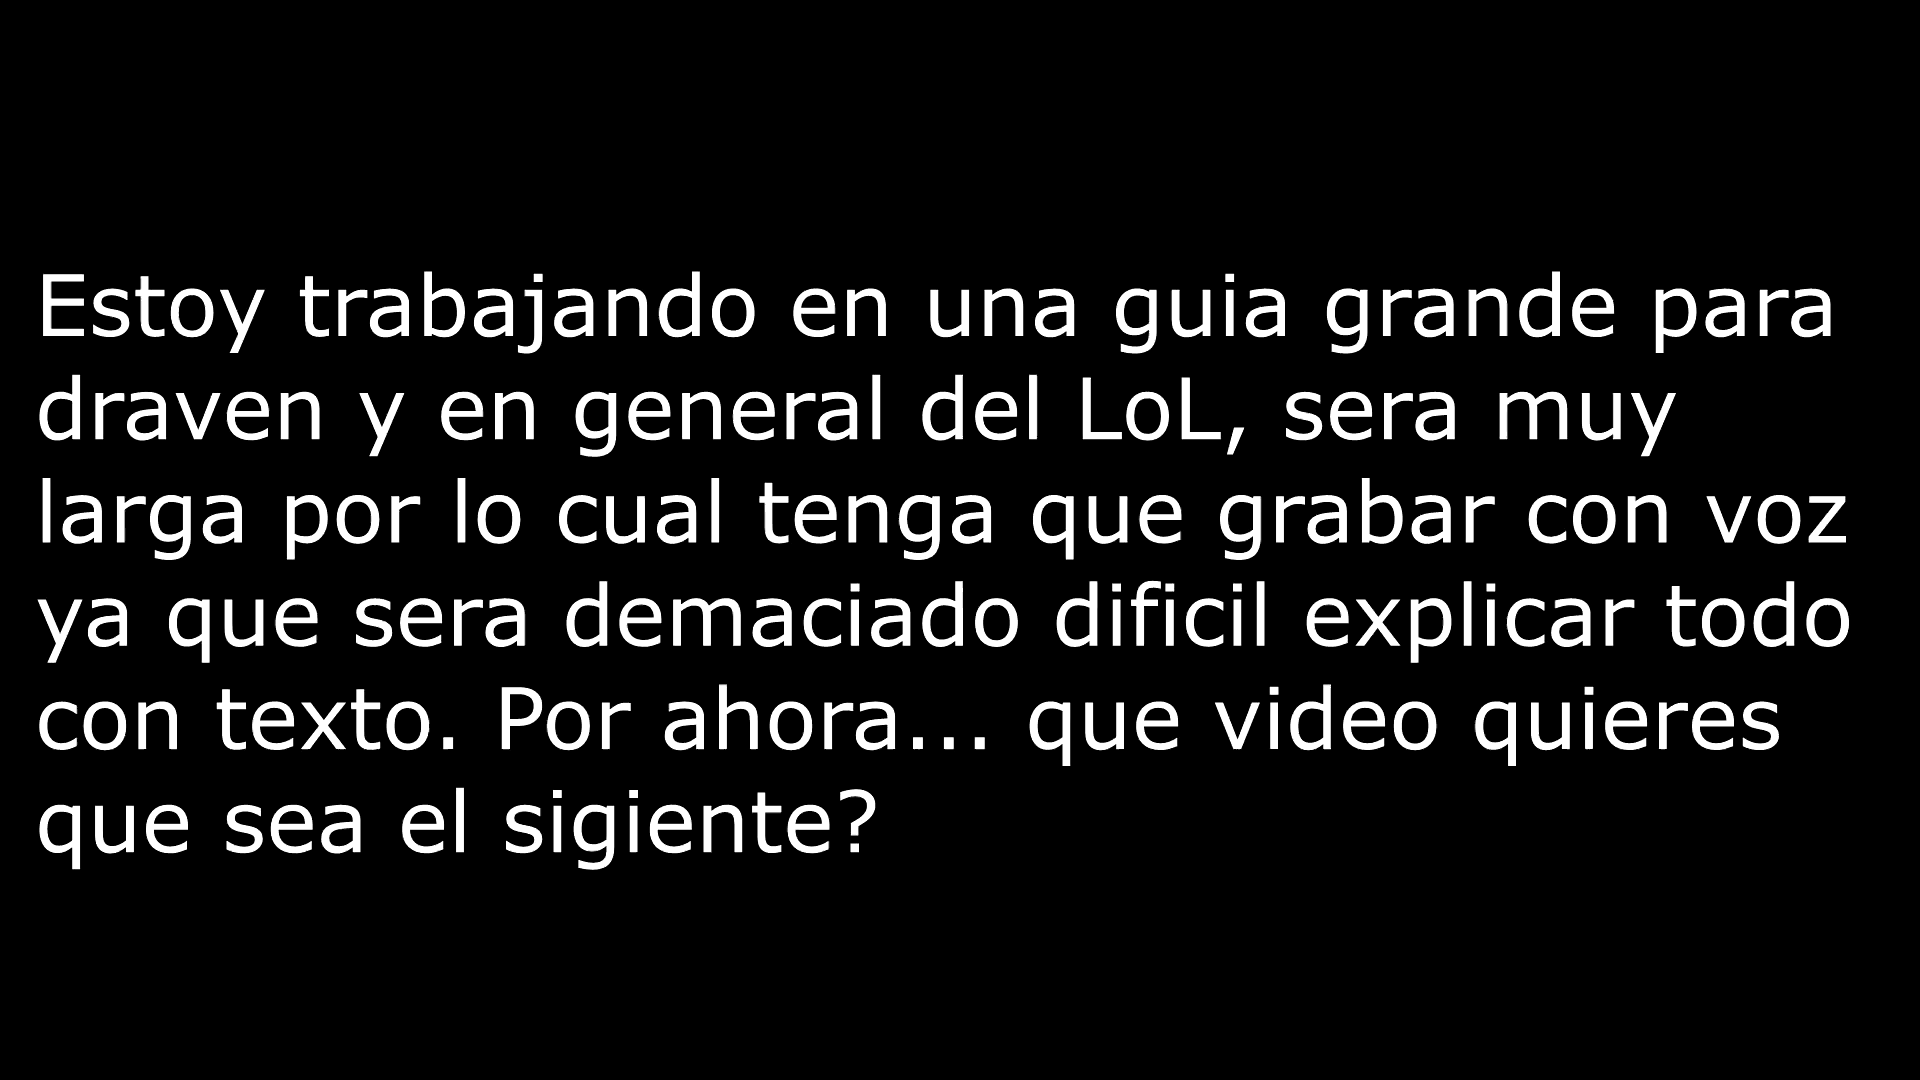 Estoy trabajando en una guia grande para
draven y en general del LoL, sera muy
larga por lo cual tenga que grabar con voz
ya que sera demaciado dificil explicar todo
con texto. Por ahora... que video quieres
que sea el sigiente?